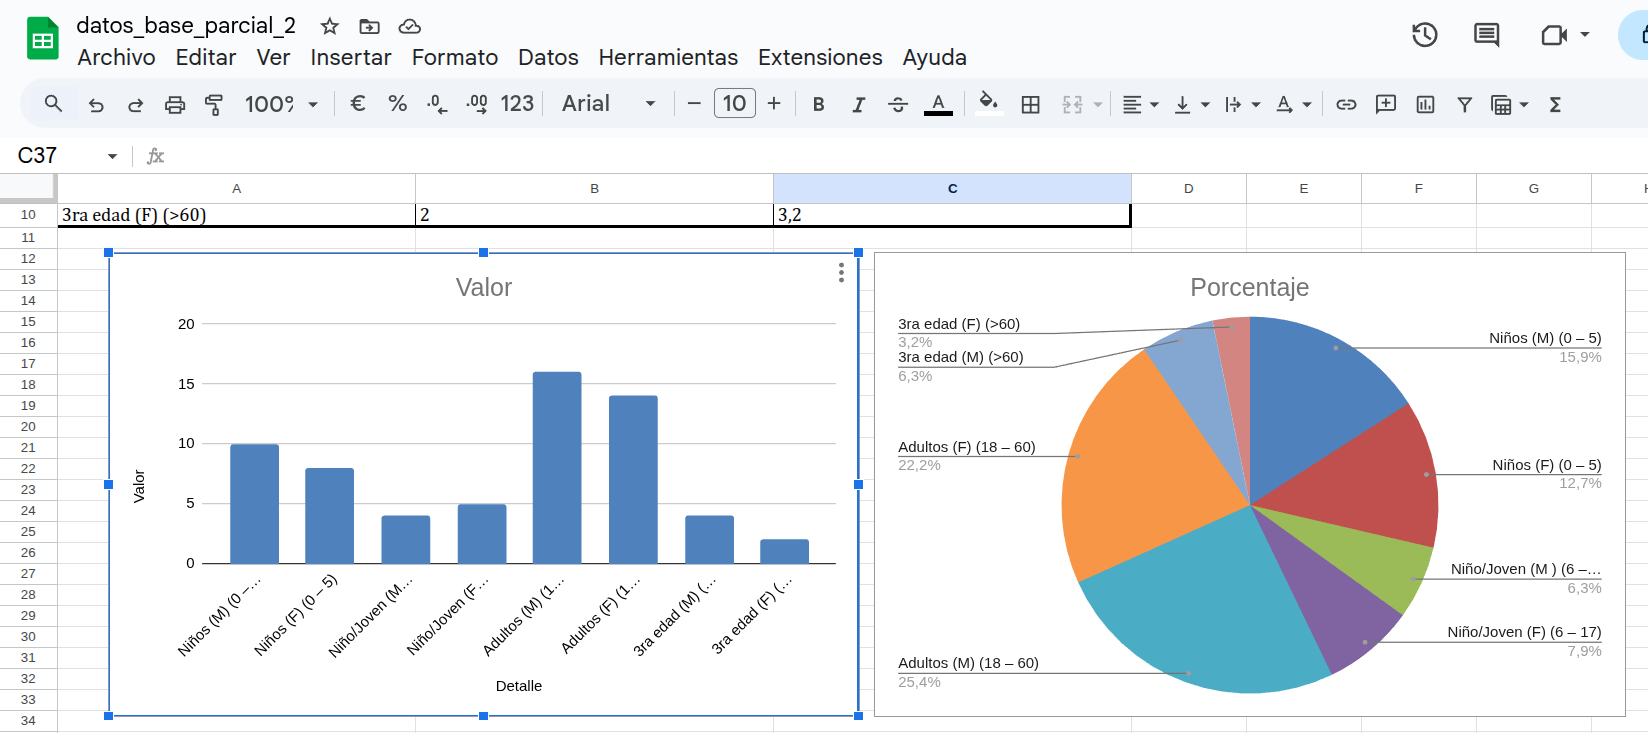 datos_base_parcial_2
Archivo Editar Ver Insertar Formato Datos Herramientas Extensiones Ayuda
100% € % .0 .00 123 Arial 10 B I A Σ
C37 fx
A B C D E F G
10 3ra edad (F) (>60) 2 3,2
11
12
13
14
15
16
17
18
19
20
21
22
23
24
25
26
27
28
29
30
31
32
33
34
Valor
20
15
10
5
0
Valor
Niños (M) (0 –…
Niños (F) (0 – 5)
Niño/Joven (M…
Niño/Joven (F…
Adultos (M) (1…
Adultos (F) (1…
3ra edad (M) (…
3ra edad (F) (…
Detalle
Porcentaje
3ra edad (F) (>60)
3,2%
3ra edad (M) (>60)
6,3%
Adultos (F) (18 – 60)
22,2%
Adultos (M) (18 – 60)
25,4%
Niños (M) (0 – 5)
15,9%
Niños (F) (0 – 5)
12,7%
Niño/Joven (M ) (6 –…
6,3%
Niño/Joven (F) (6 – 17)
7,9%